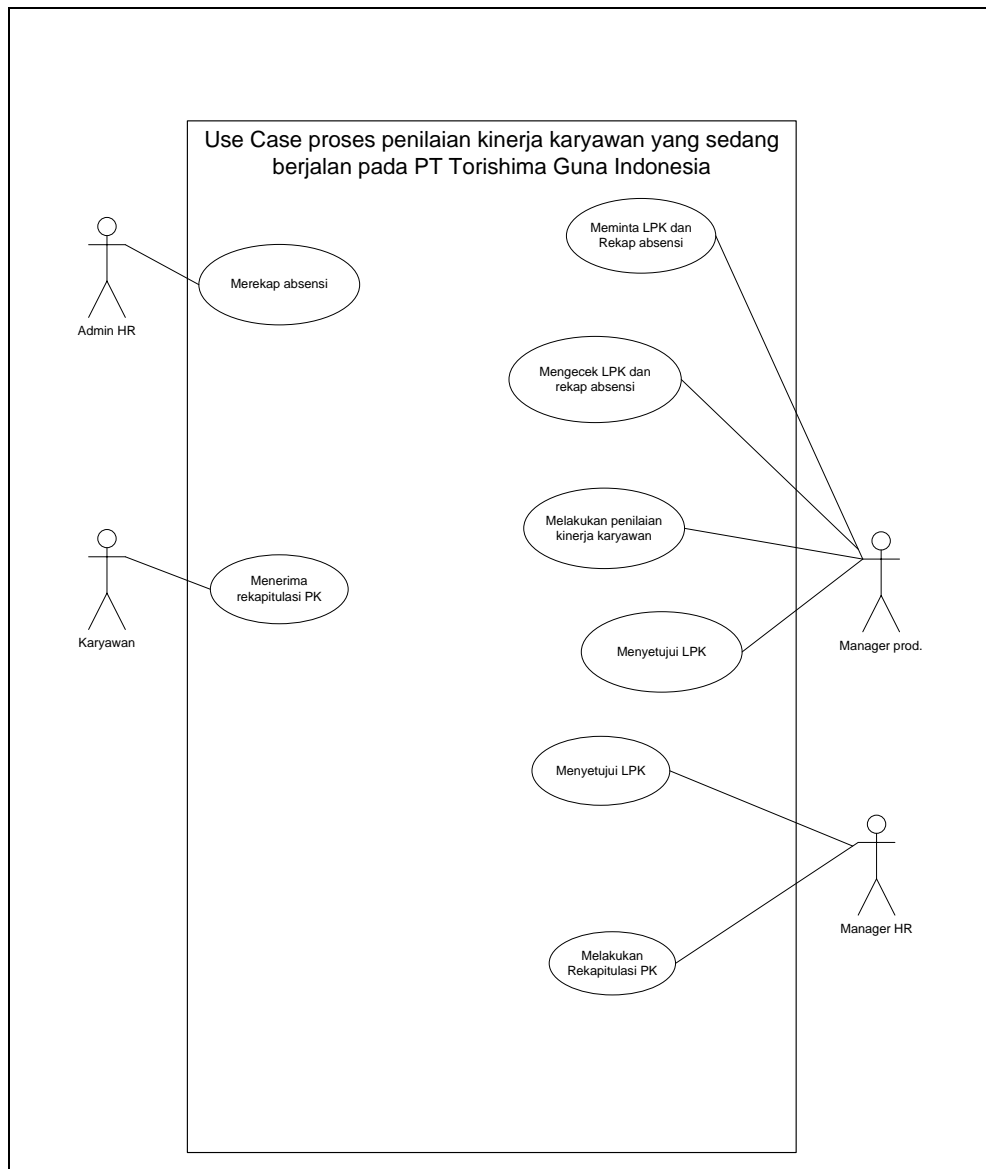 Use Case proses penilaian kinerja karyawan yang sedang
berjalan pada PT Torishima Guna Indonesia
Meminta LPK dan
Rekap absensi
Merekap absensi
Admin HR
Mengecek LPK dan
rekap absensi
Melakukan penilaian
kinerja karyawan
Menerima
rekapitulasi PK
Karyawan
Manager prod.
Menyetujui LPK
Menyetujui LPK
Manager HR
Melakukan
Rekapitulasi PK